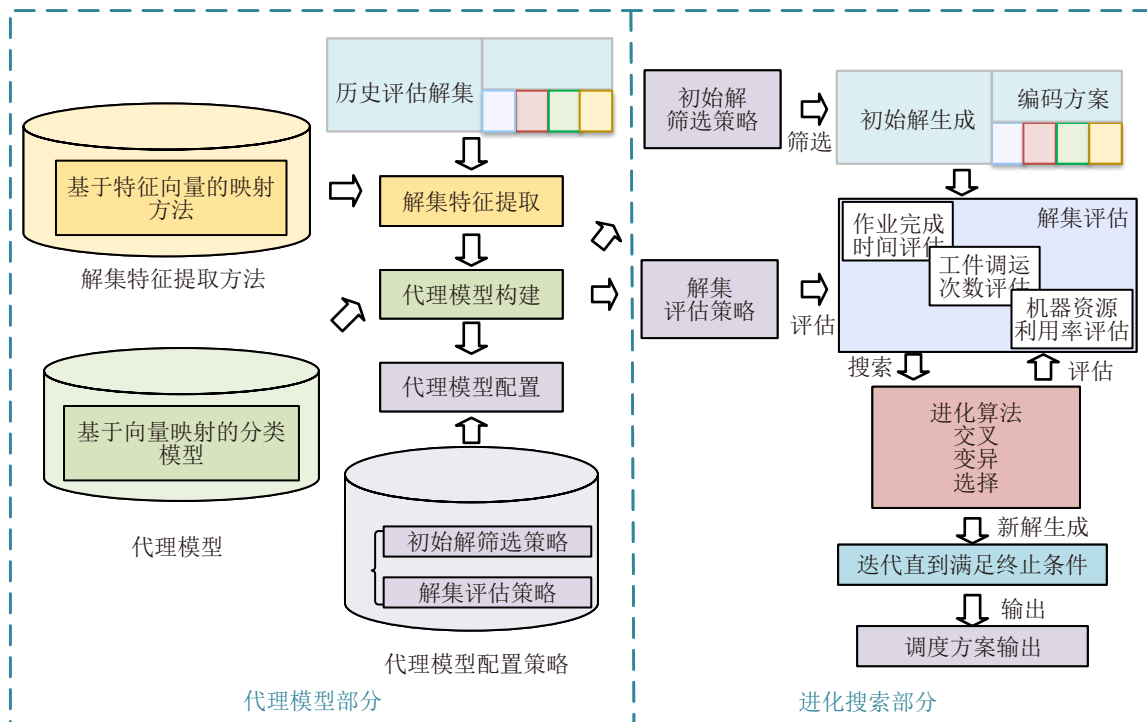 历史评估解集
基于特征向量的映射
方法
解集特征提取方法
解集特征提取
代理模型构建
代理模型配置
基于向量映射的分类
模型
代理模型
初始解筛选策略
解集评估策略
代理模型配置策略
代理模型部分
初始解
筛选策略
筛选
初始解生成
编码方案
解集评估
作业完成
时间评估
工件调运
次数评估
机器资源
利用率评估
解集
评估策略
评估
搜索
评估
进化算法
交叉
变异
选择
新解生成
迭代直到满足终止条件
输出
调度方案输出
进化搜索部分